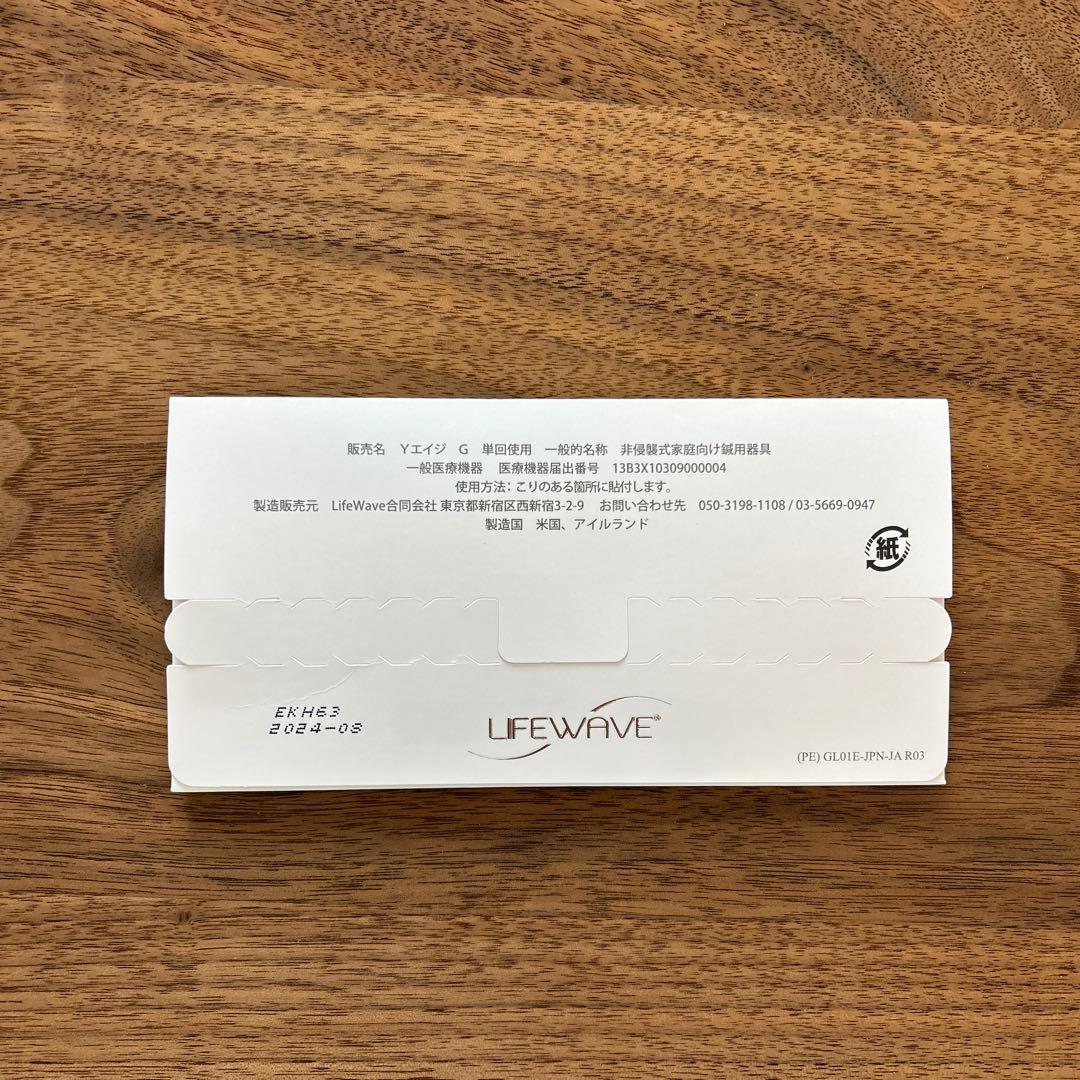 販売名　Yエイジ　G　単回使用　一般的名称　非侵襲式家庭向け鍼用器具
一般医療機器　医療機器届出番号　13B3X10309000004
使用方法：こりのある箇所に貼付します。
製造販売元　LifeWave合同会社 東京都新宿区西新宿3-2-9　お問い合わせ先　050-3198-1108 / 03-5669-0947
製造国　米国、アイルランド
紙
EKH63
2024-08
LIFEWAVE®
(PE) GL01E-JPN-JA R03